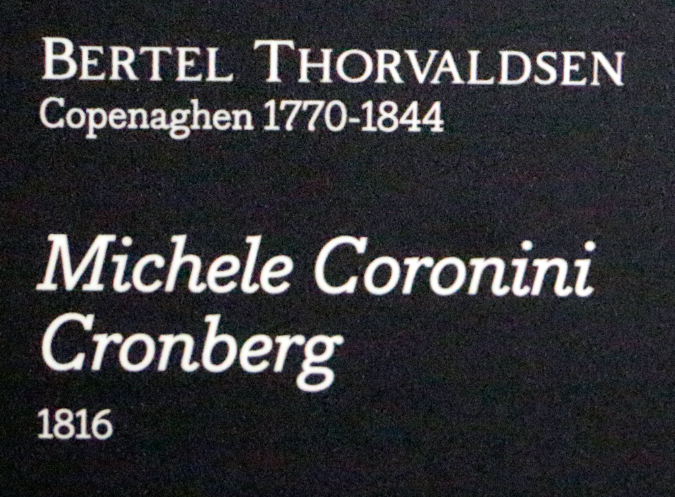 BERTEL THORVALDSEN
Copenaghen 1770-1844
Michele Coronini
Cronberg
1816